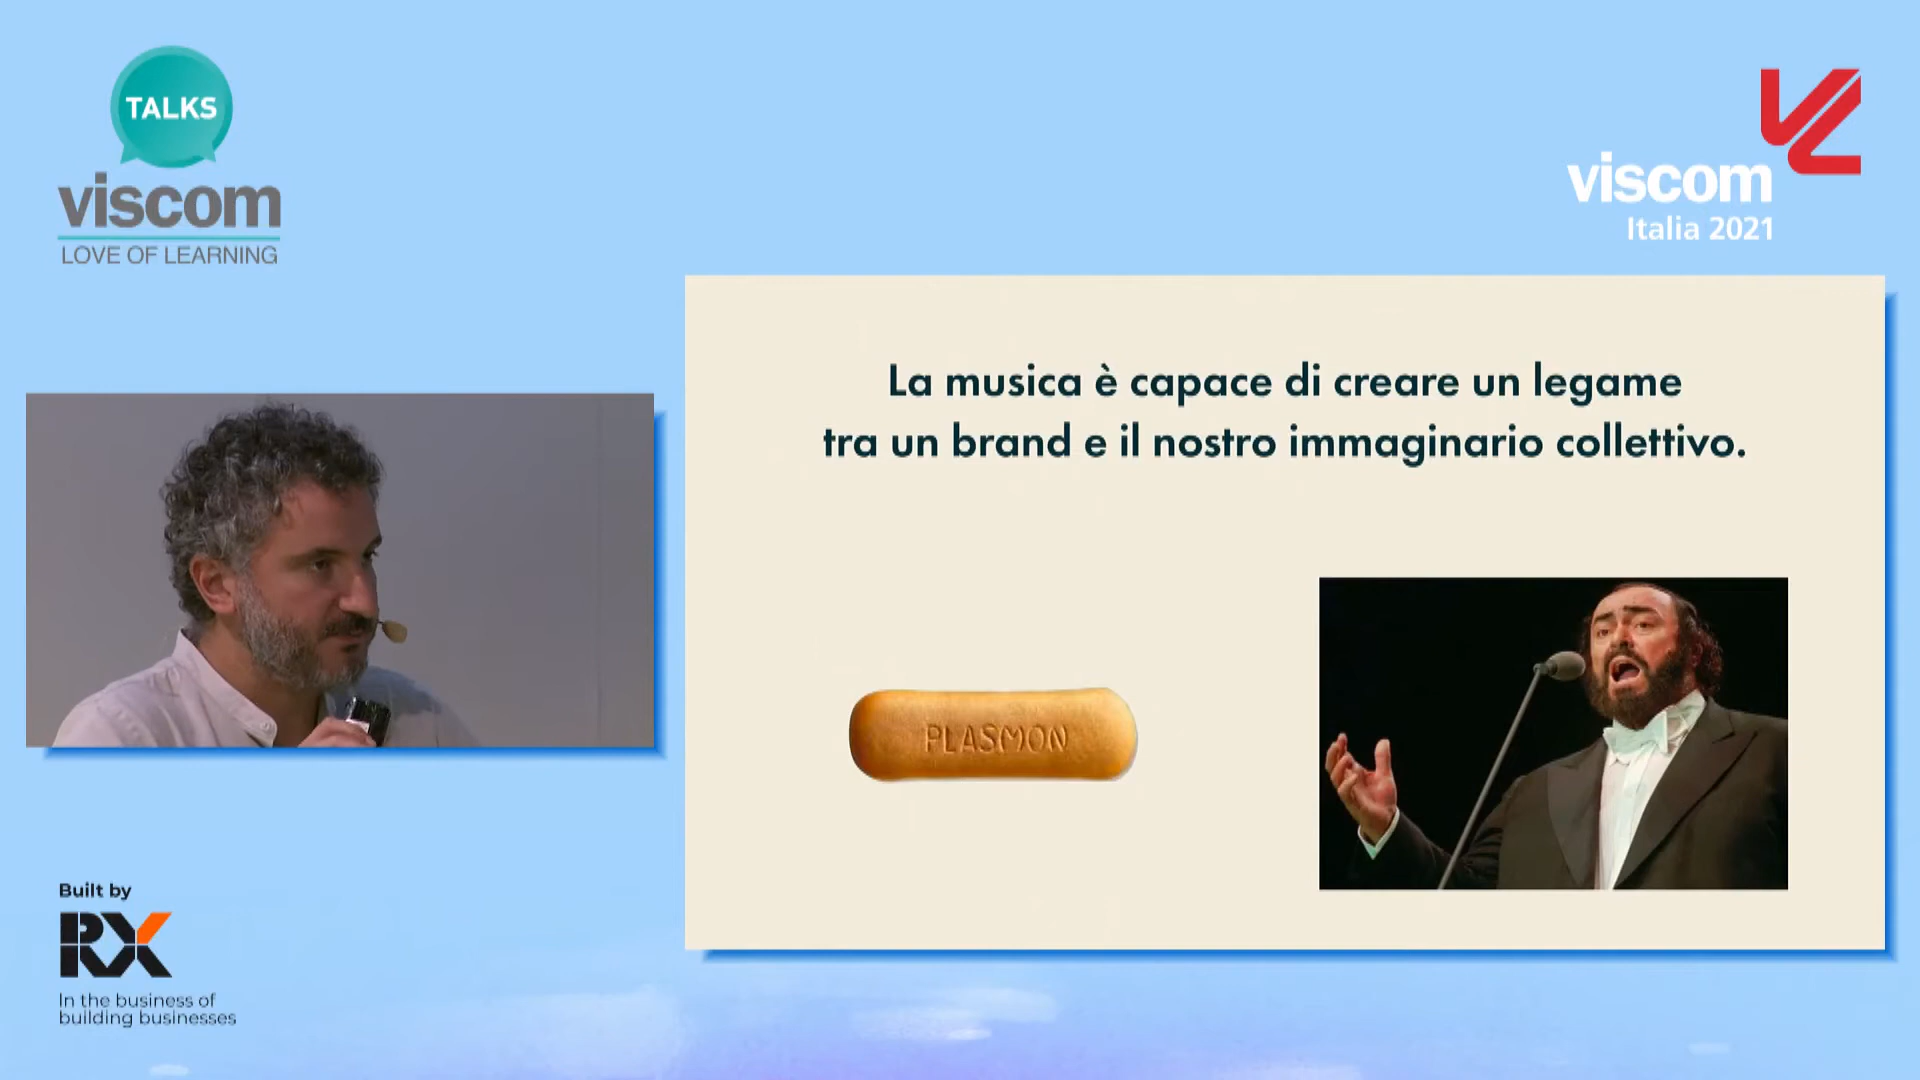 TALKS
viscom
LOVE OF LEARNING
viscom
Italia 2021
La musica è capace di creare un legame
tra un brand e il nostro immaginario collettivo.
PLASMON
Built by
RX
In the business of
building businesses